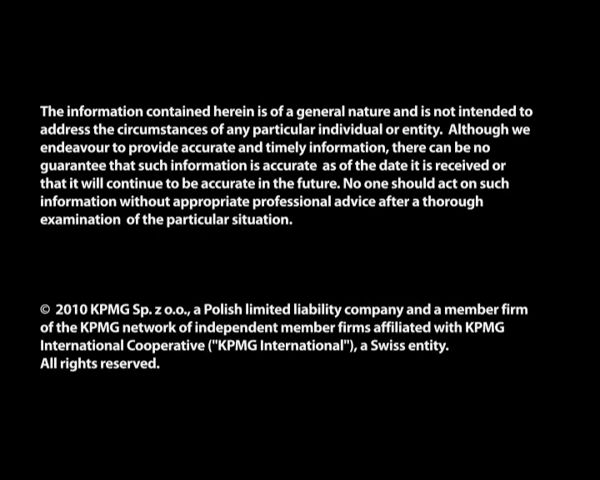 The information contained herein is of a general nature and is not intended to
address the circumstances of any particular individual or entity. Although we
endeavour to provide accurate and timely information, there can be no
guarantee that such information is accurate as of the date it is received or
that it will continue to be accurate in the future. No one should act on such
information without appropriate professional advice after a thorough
examination of the particular situation.
© 2010 KPMG Sp. z o.o., a Polish limited liability company and a member firm
of the KPMG network of independent member firms affiliated with KPMG
International Cooperative ("KPMG International"), a Swiss entity.
All rights reserved.